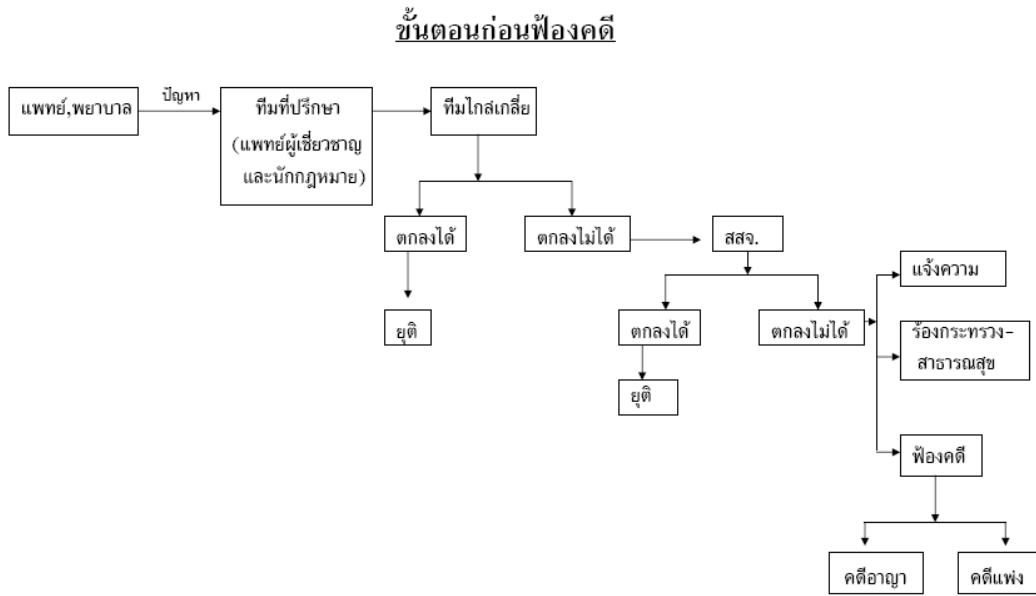 ขั้นตอนก่อนฟ้องคดี
แพทย์,พยาบาล
ปัญหา
ทีมที่ปรึกษา
(แพทย์ผู้เชี่ยวชาญ
และนักกฎหมาย)
ทีมไกล่เกลี่ย
ตกลงได้
ตกลงไม่ได้
สสจ.
ยุติ
ตกลงได้
ตกลงไม่ได้
ยุติ
แจ้งความ
ร้องกระทรวง-
สาธารณสุข
ฟ้องคดี
คดีอาญา
คดีแพ่ง